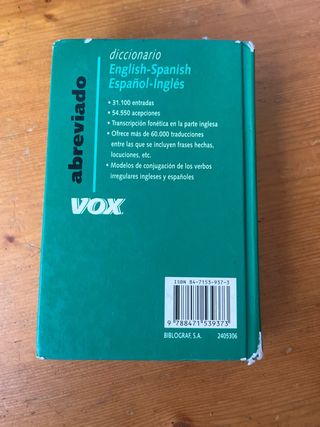 diccionario
English-Spanish
Español-Inglés
• 31.100 entradas
• 54.550 acepciones
• Transcripción fonética en la parte inglesa
• Ofrece más de 60.000 traducciones
entre las que se incluyen frases hechas,
locuciones, etc.
• Modelos de conjugación de los verbos
irregulares ingleses y españoles
abreviado
VOX
ISBN 84-7153-937-3
9 788471 539373
BIBLOGRAF, S.A. 2405306